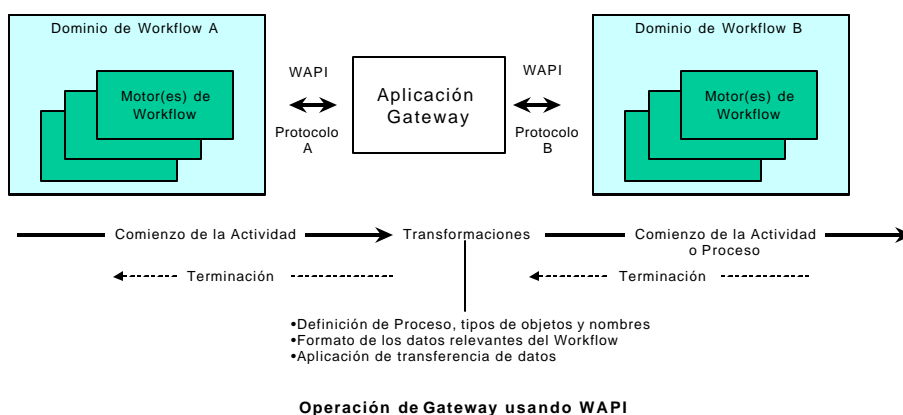 Dominio de Workflow A
Motor(es) de
Workflow
WAPI
Protocolo
A
Aplicación
Gateway
WAPI
Protocolo
B
Dominio de Workflow B
Motor(es) de
Workflow
Comienzo de la Actividad
Transformaciones
Comienzo de la Actividad
o Proceso
Terminación
Terminación
•Definición de Proceso, tipos de objetos y nombres
•Formato de los datos relevantes del Workflow
•Aplicación de transferencia de datos
Operación de Gateway usando WAPI